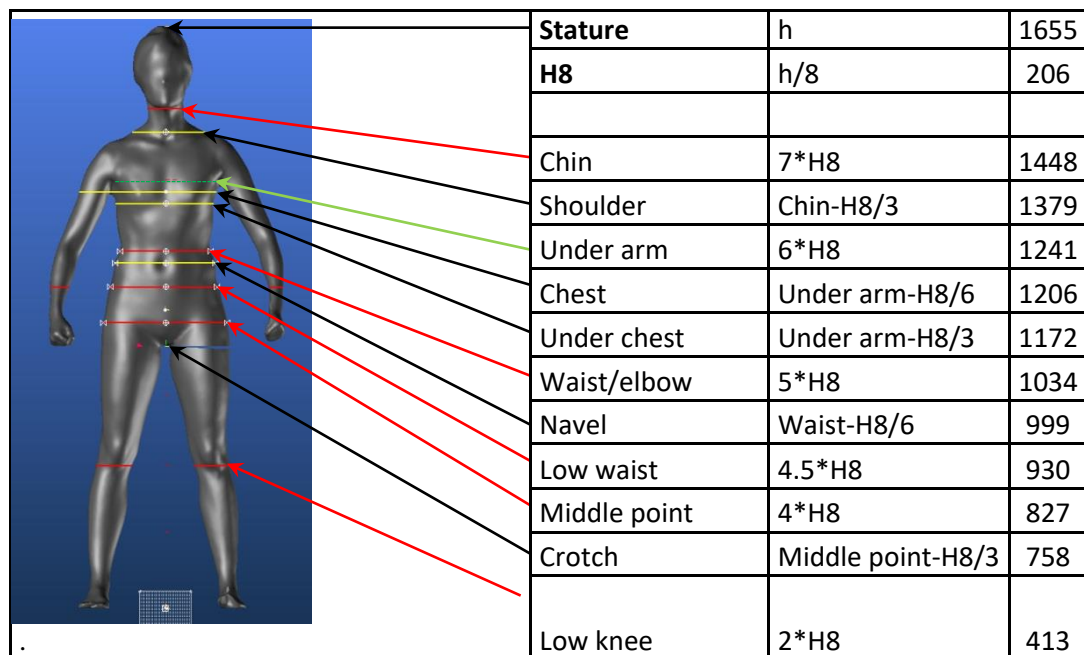 Stature h 1655
H8 h/8 206
Chin 7*H8 1448
Shoulder Chin-H8/3 1379
Under arm 6*H8 1241
Chest Under arm-H8/6 1206
Under chest Under arm-H8/3 1172
Waist/elbow 5*H8 1034
Navel Waist-H8/6 999
Low waist 4.5*H8 930
Middle point 4*H8 827
Crotch Middle point-H8/3 758
. Low knee 2*H8 413